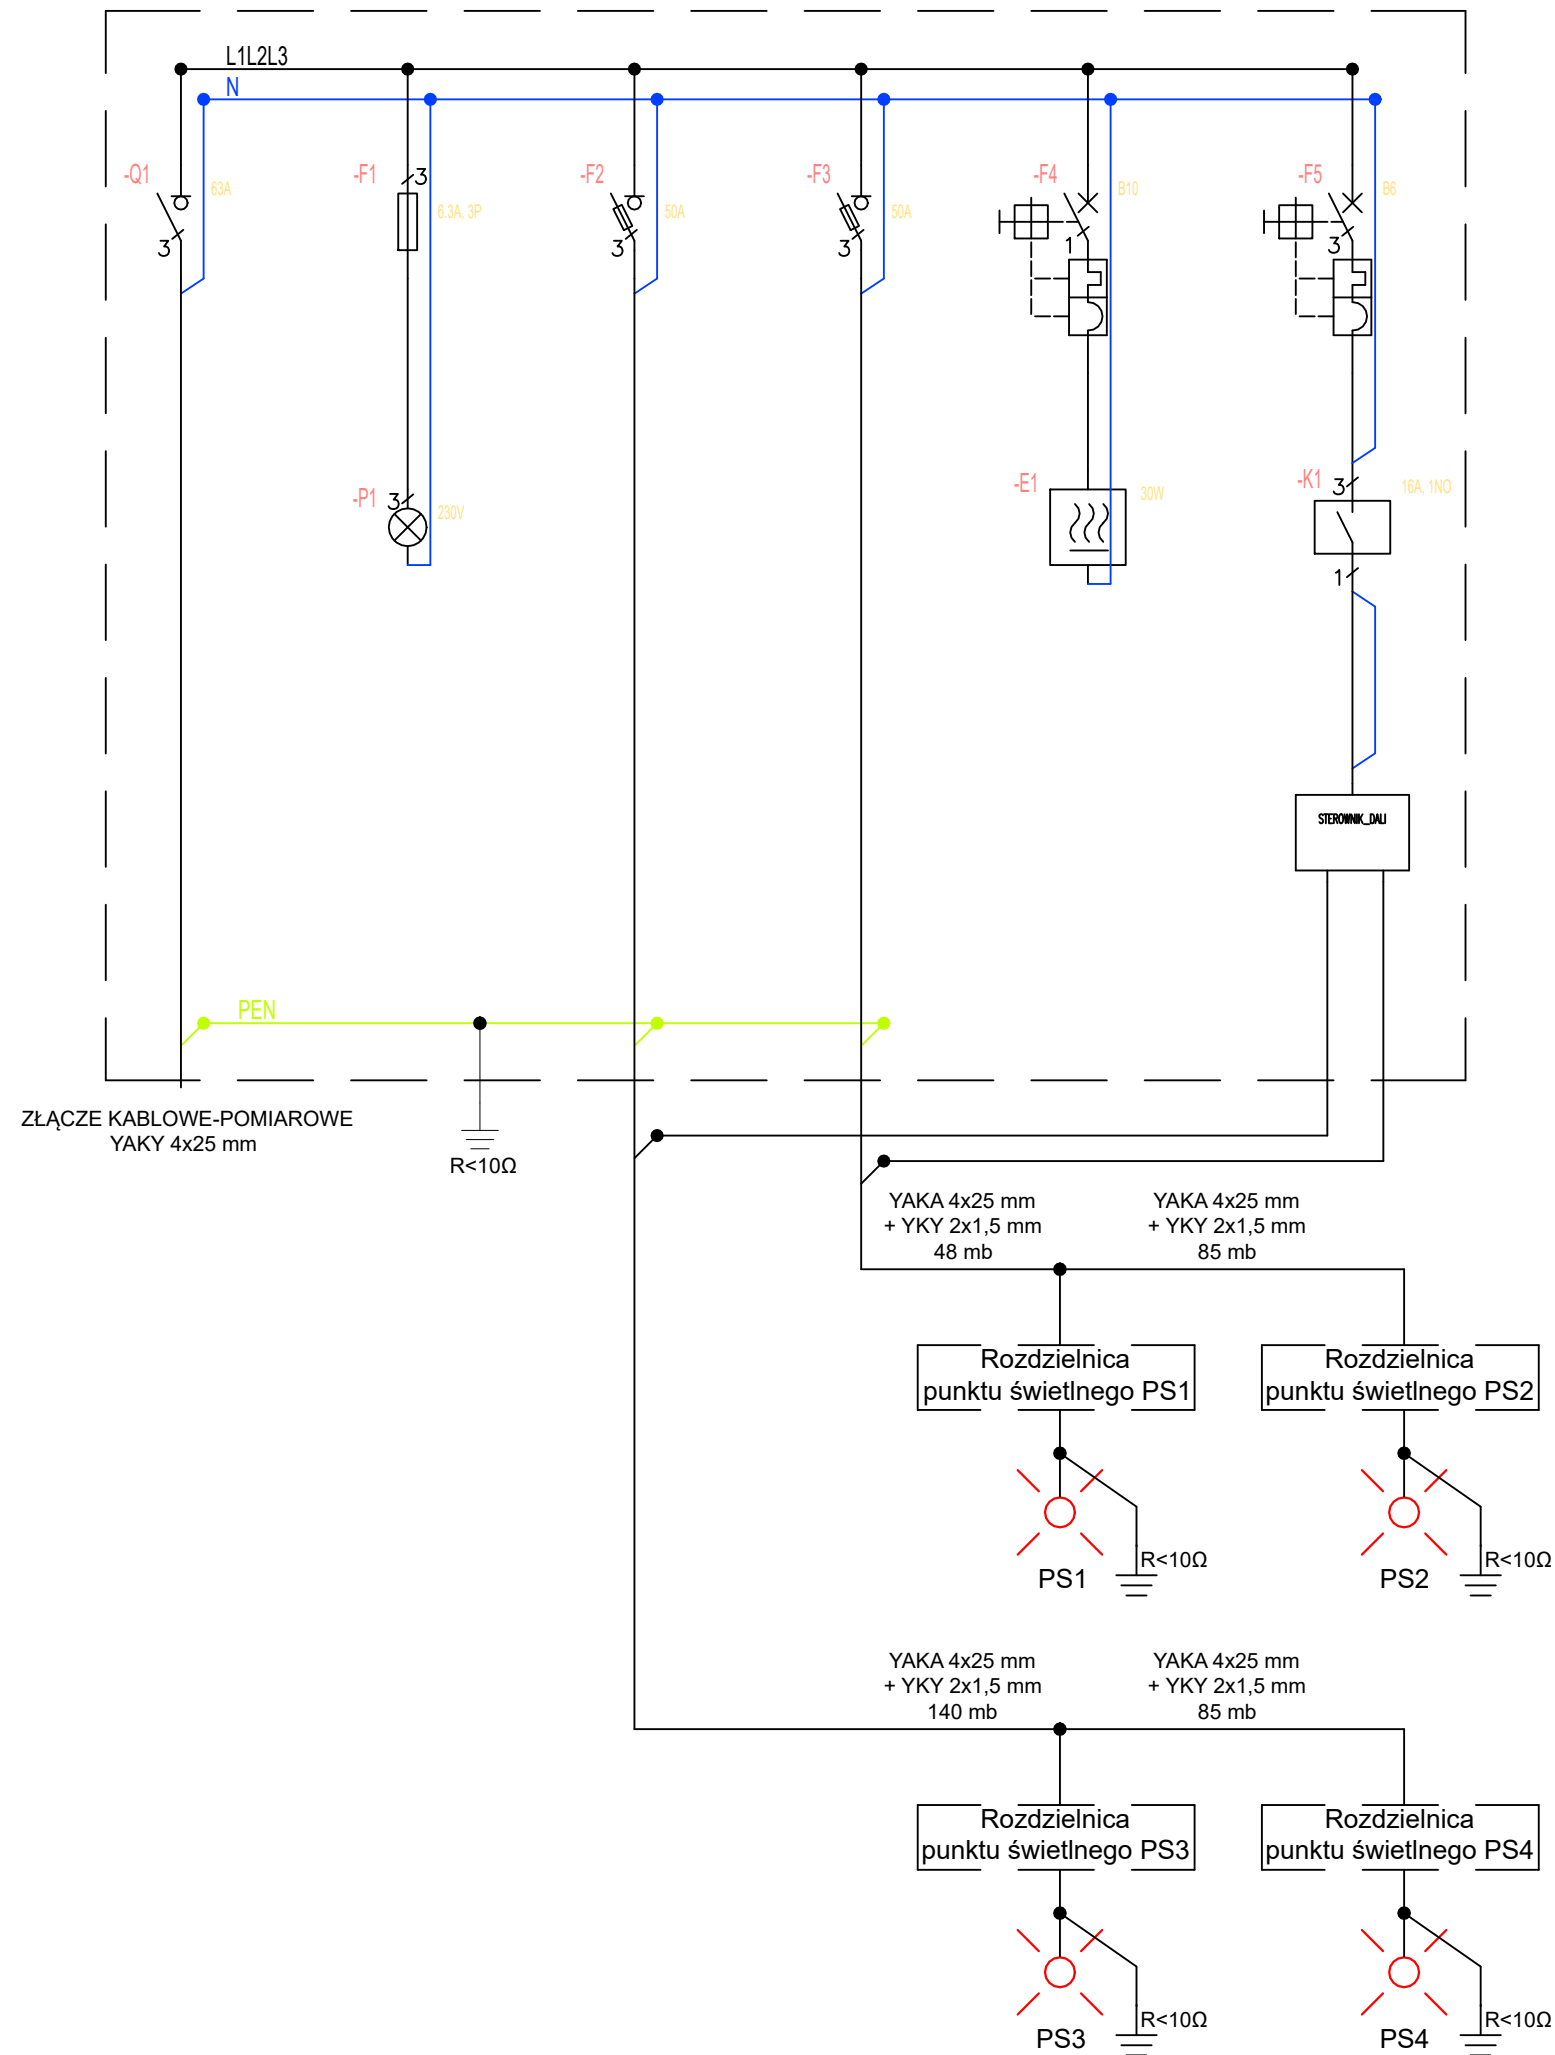 L1L2L3
N
-Q1
63A
3
-F1
3
6.3A, 3P
-F2
50A
3
-F3
50A
3
-F4
B10
1
-F5
B6
3
-P1
3
230V
-E1
30W
-K1
3
16A, 1NO
1
STEROWNIK_DALI
PEN
ZŁĄCZE KABLOWE-POMIAROWE
YAKY 4x25 mm
R<10Ω
YAKA 4x25 mm
+ YKY 2x1,5 mm
48 mb
YAKA 4x25 mm
+ YKY 2x1,5 mm
85 mb
Rozdzielnica
punktu świetlnego PS1
Rozdzielnica
punktu świetlnego PS2
R<10Ω
PS1
R<10Ω
PS2
YAKA 4x25 mm
+ YKY 2x1,5 mm
140 mb
YAKA 4x25 mm
+ YKY 2x1,5 mm
85 mb
Rozdzielnica
punktu świetlnego PS3
Rozdzielnica
punktu świetlnego PS4
R<10Ω
PS3
R<10Ω
PS4